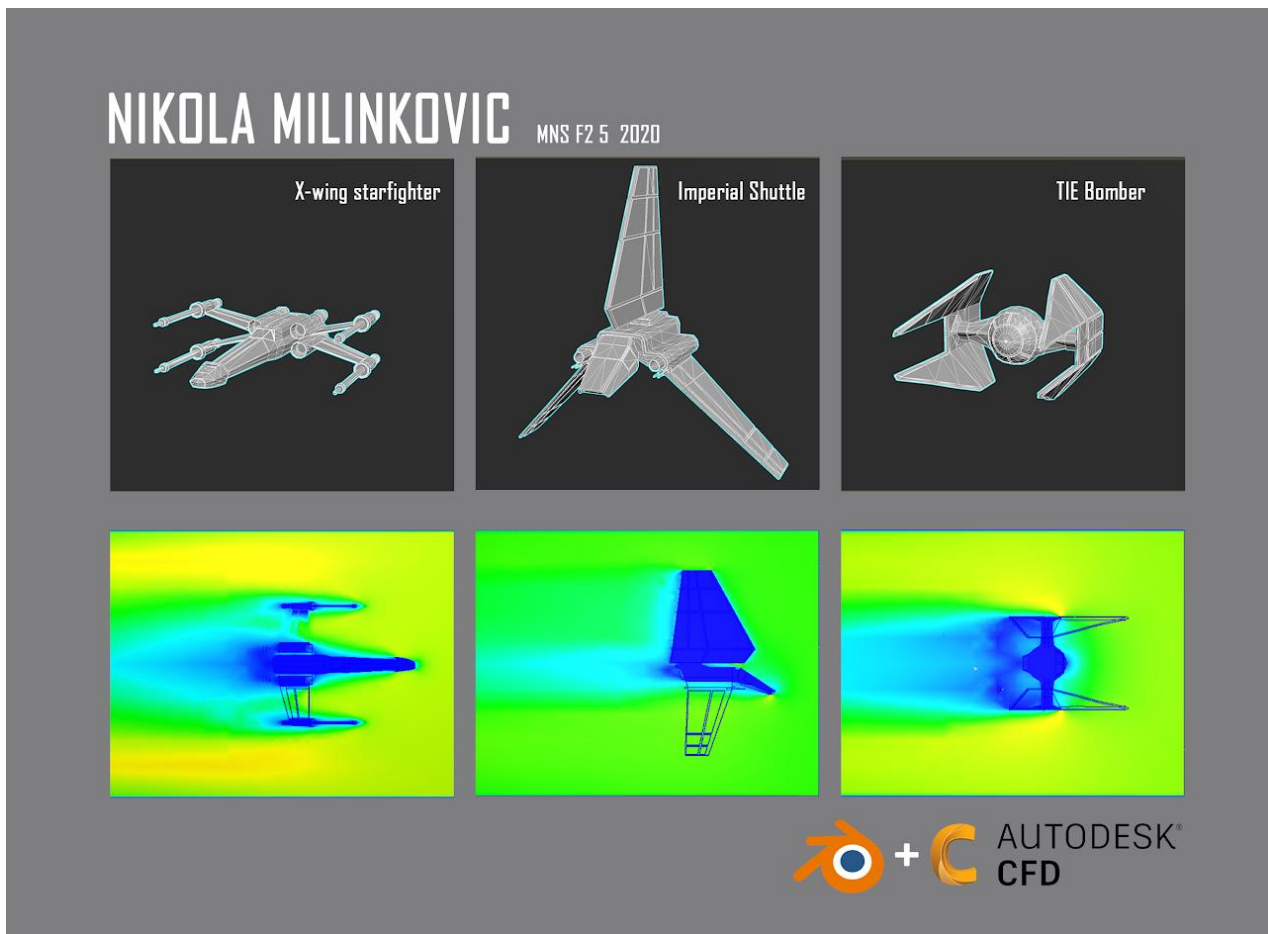 NIKOLA MILINKOVIC MNS F2 5 2020
X-wing starfighter
Imperial Shuttle
TIE Bomber
+ AUTODESK®
CFD